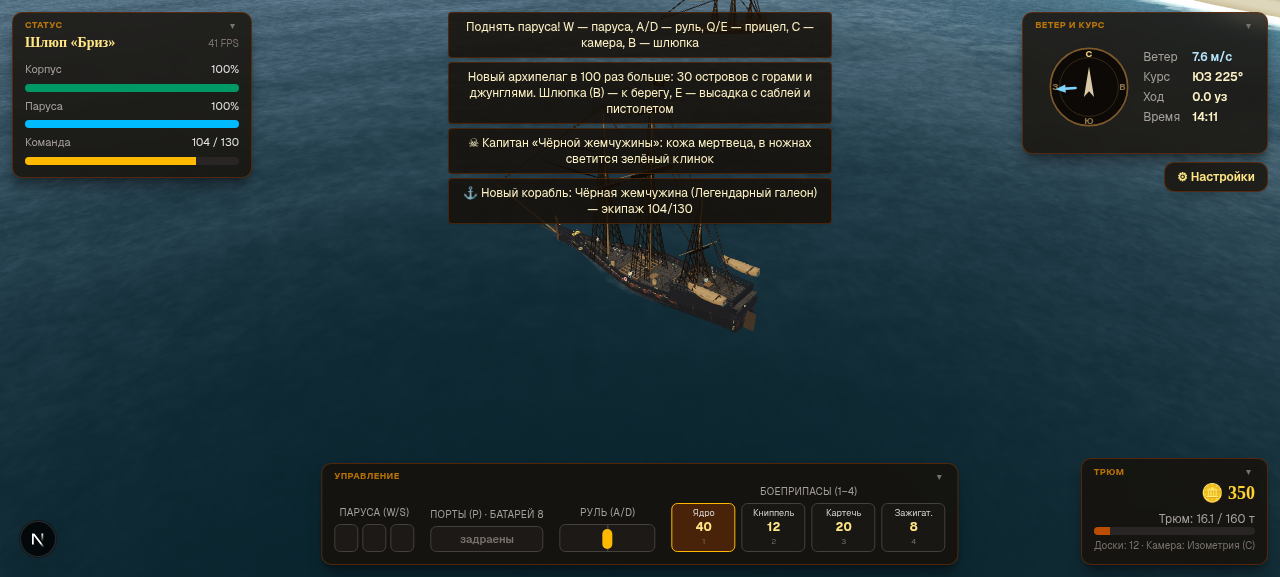 СТАТУС
Шлюп «Бриз»
41 FPS
Корпус 100%
Паруса 100%
Команда 104 / 130
Поднять паруса! W — паруса, A/D — руль, Q/E — прицел, C —
камера, B — шлюпка
Новый архипелаг в 100 раз больше: 30 островов с горами и
джунглями. Шлюпка (B) — к берегу, E — высадка с саблей и
пистолетом
☠ Капитан «Чёрной жемчужины»: кожа мертвеца, в ножнах
светится зелёный клинок
⚓ Новый корабль: Чёрная жемчужина (Легендарный галеон)
— экипаж 104/130
ВЕТЕР И КУРС
С
З
В
Ю
Ветер 7.6 м/с
Курс ЮЗ 225°
Ход 0.0 уз
Время 14:11
⚙ Настройки
УПРАВЛЕНИЕ
ПАРУСА (W/S)
ПОРТЫ (P) · БАТАРЕЙ 8
задраены
РУЛЬ (A/D)
БОЕПРИПАСЫ (1–4)
Ядро
40
1
Книппель
12
2
Картечь
20
3
Зажигат.
8
4
ТРЮМ
350
Трюм: 16.1 / 160 т
Доски: 12 · Камера: Изометрия (C)
N